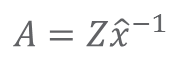 A = Zx̂⁻¹